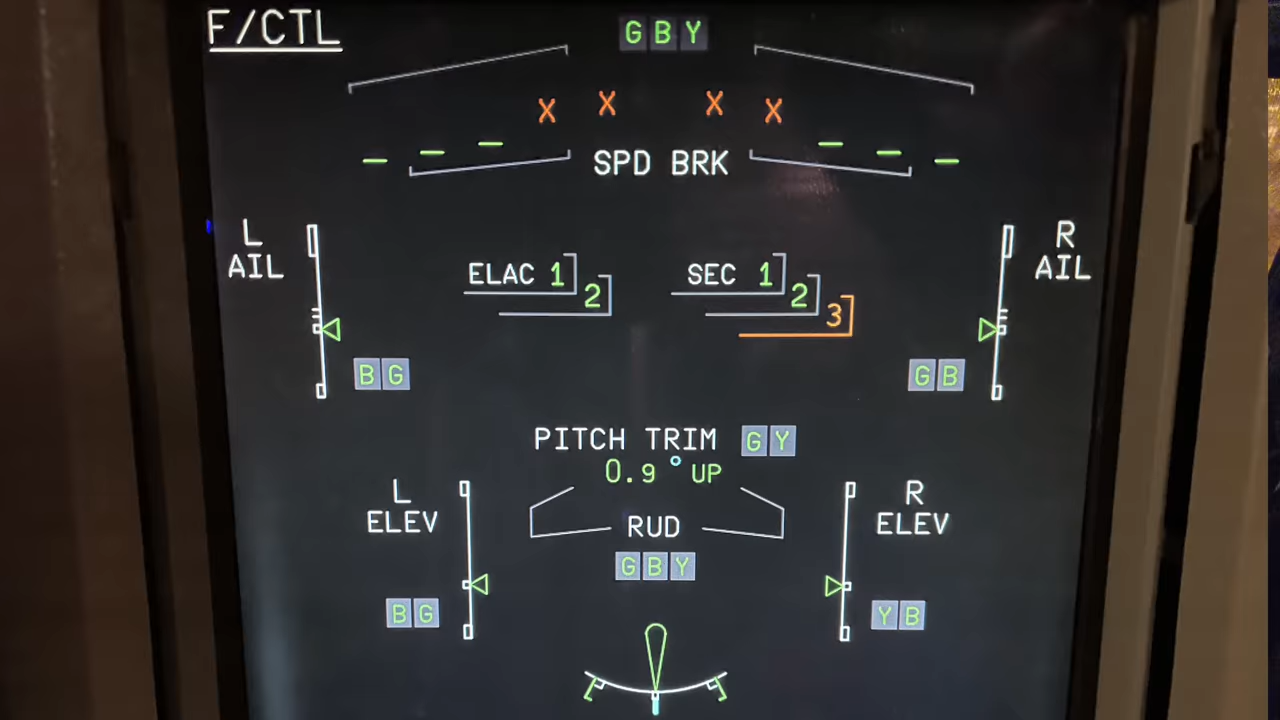 F/CTL
G B Y
X X X X
SPD BRK
L AIL
R AIL
ELAC 1 2
SEC 1 2 3
B G
G B
PITCH TRIM G Y
0.9 ° UP
L ELEV
R ELEV
RUD
G B Y
B G
Y B